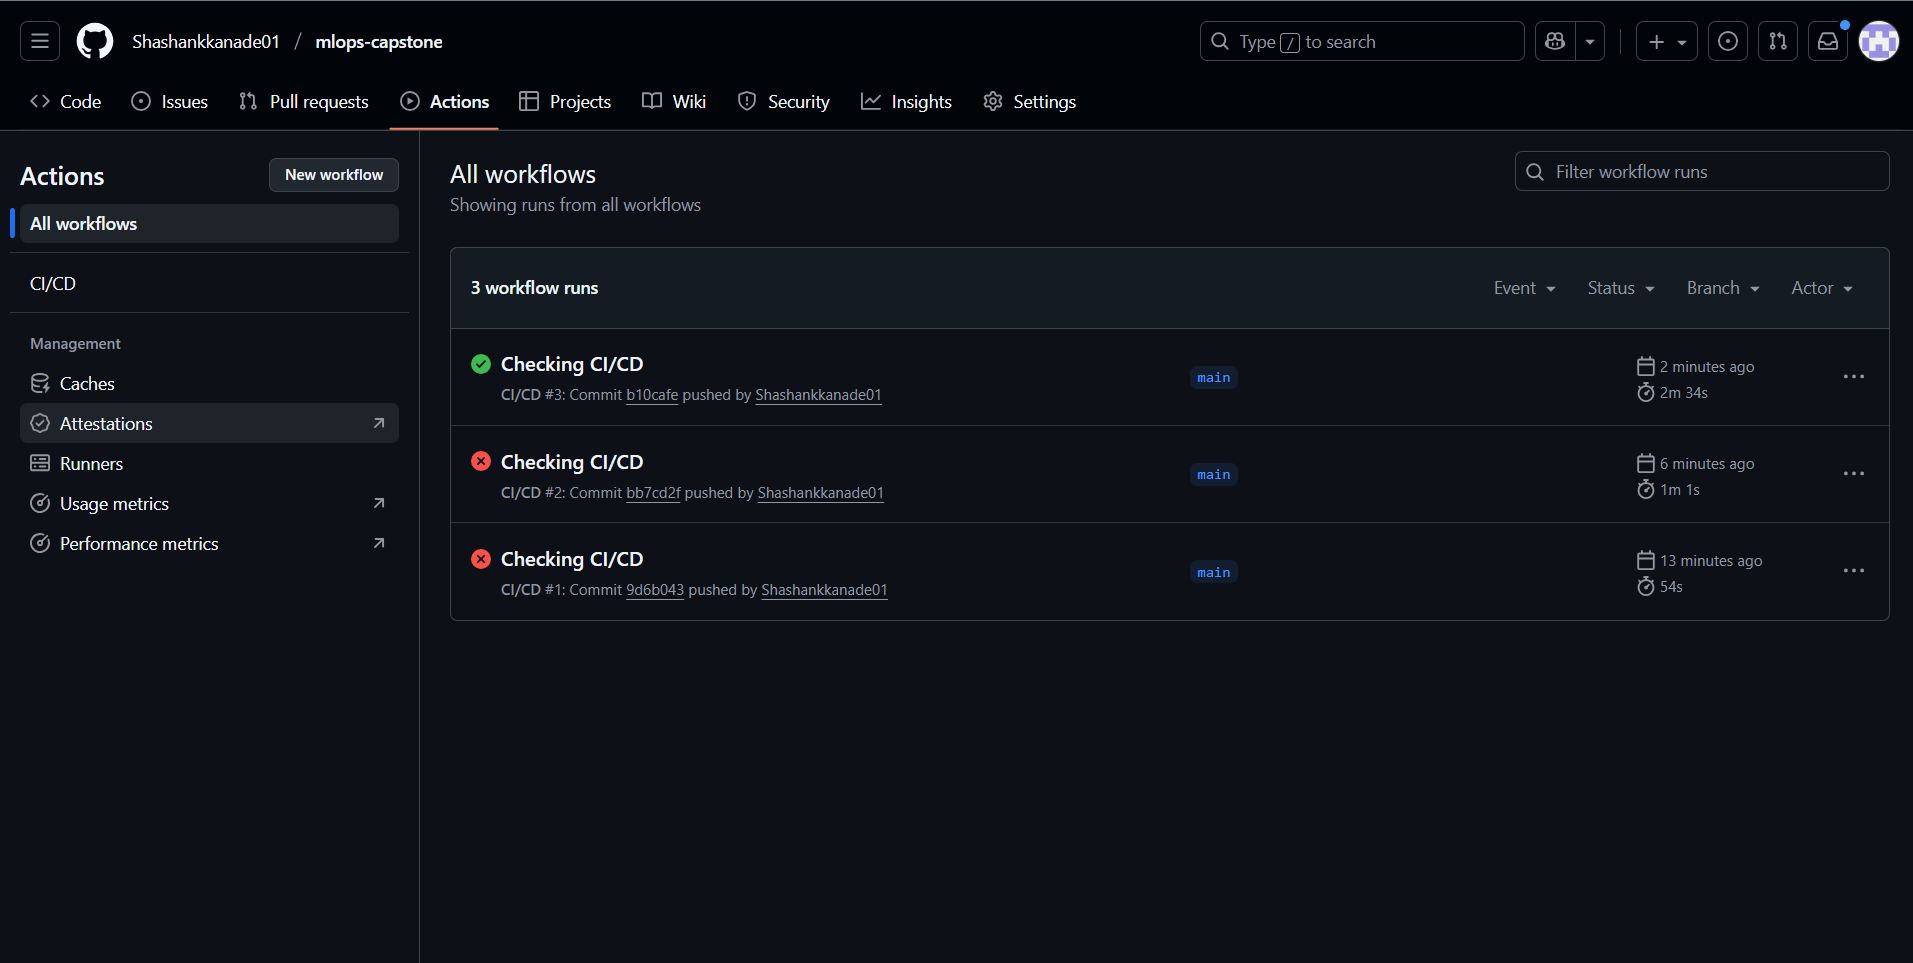 Shashankkanade01 / mlops-capstone
Type / to search
Code
Issues
Pull requests
Actions
Projects
Wiki
Security
Insights
Settings
Actions
New workflow
All workflows
CI/CD
Management
Caches
Attestations
Runners
Usage metrics
Performance metrics
All workflows
Showing runs from all workflows
Filter workflow runs
3 workflow runs
Event
Status
Branch
Actor
Checking CI/CD
CI/CD #3: Commit b10cafe pushed by Shashankkanade01
main
2 minutes ago
2m 34s
Checking CI/CD
CI/CD #2: Commit bb7cd2f pushed by Shashankkanade01
main
6 minutes ago
1m 1s
Checking CI/CD
CI/CD #1: Commit 9d6b043 pushed by Shashankkanade01
main
13 minutes ago
54s